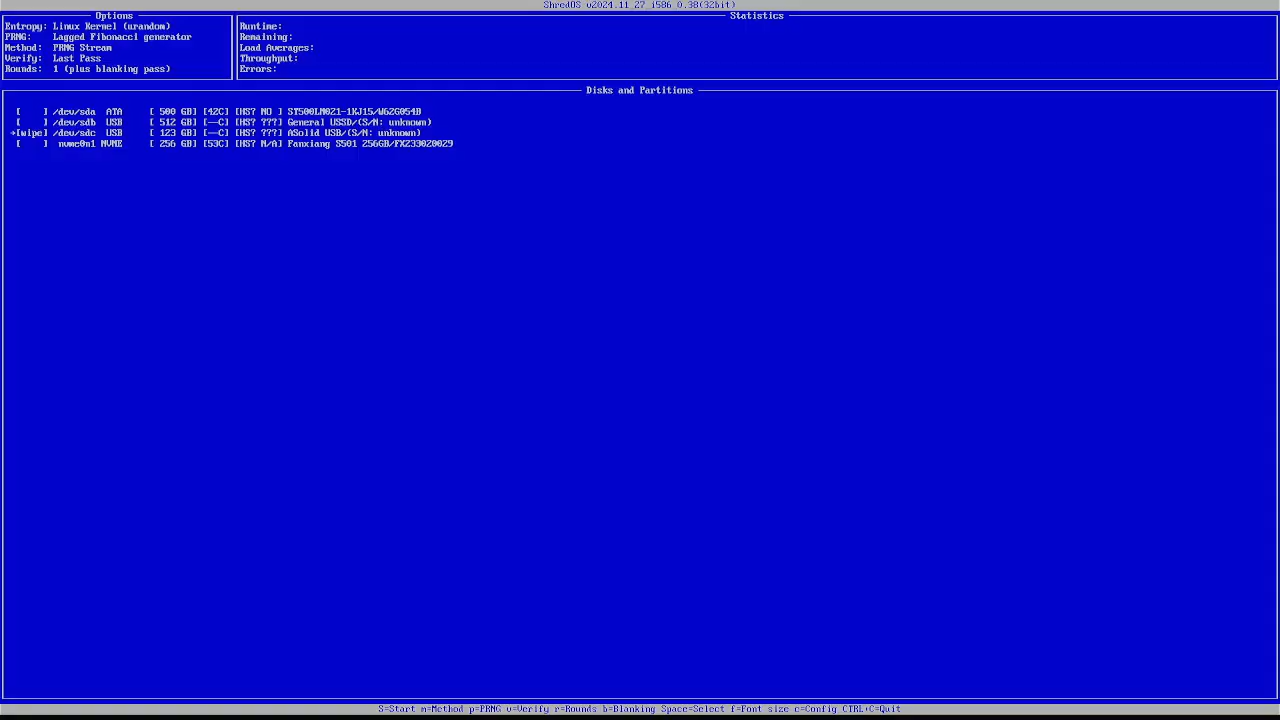 ShredOS v2024.11_27_i586_0.38(32bit)
Options
Entropy: Linux Kernel (urandom)
PRNG: Lagged Fibonacci generator
Method: PRNG Stream
Verify: Last Pass
Rounds: 1 (plus blanking pass)
Statistics
Runtime:
Remaining:
Load Averages:
Throughput:
Errors:
Disks and Partitions
[ ] /dev/sda ATA [ 500 GB] [42C] [HS? NO ] ST500LM021-1KJ15/W62G054B
[ ] /dev/sdb USB [ 512 GB] [--C] [HS? ???] General USSD/(S/N: unknown)
→[wipe] /dev/sdc USB [ 123 GB] [--C] [HS? ???] ASolid USB/(S/N: unknown)
[ ] nvme0n1 NVME [ 256 GB] [53C] [HS? N/A] Fanxiang S501 256GB/FXZ33020029
S=Start m=Method p=PRNG v=Verify r=Rounds b=Blanking Space=Select f=Font size c=Config CTRL+C=Quit